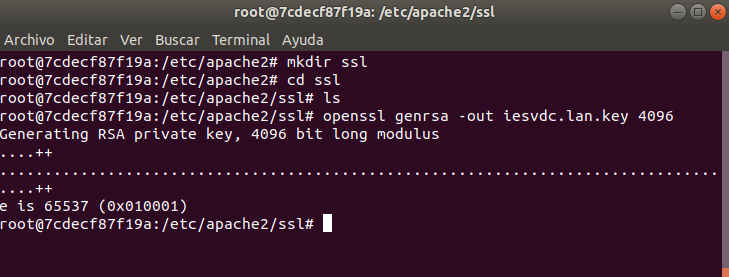 root@7cdecf87f19a: /etc/apache2/ssl
Archivo Editar Ver Buscar Terminal Ayuda
root@7cdecf87f19a:/etc/apache2# mkdir ssl
root@7cdecf87f19a:/etc/apache2# cd ssl
root@7cdecf87f19a:/etc/apache2/ssl# ls
root@7cdecf87f19a:/etc/apache2/ssl# openssl genrsa -out iesvdc.lan.key 4096
Generating RSA private key, 4096 bit long modulus
....++
................................................................................
....++
e is 65537 (0x010001)
root@7cdecf87f19a:/etc/apache2/ssl#